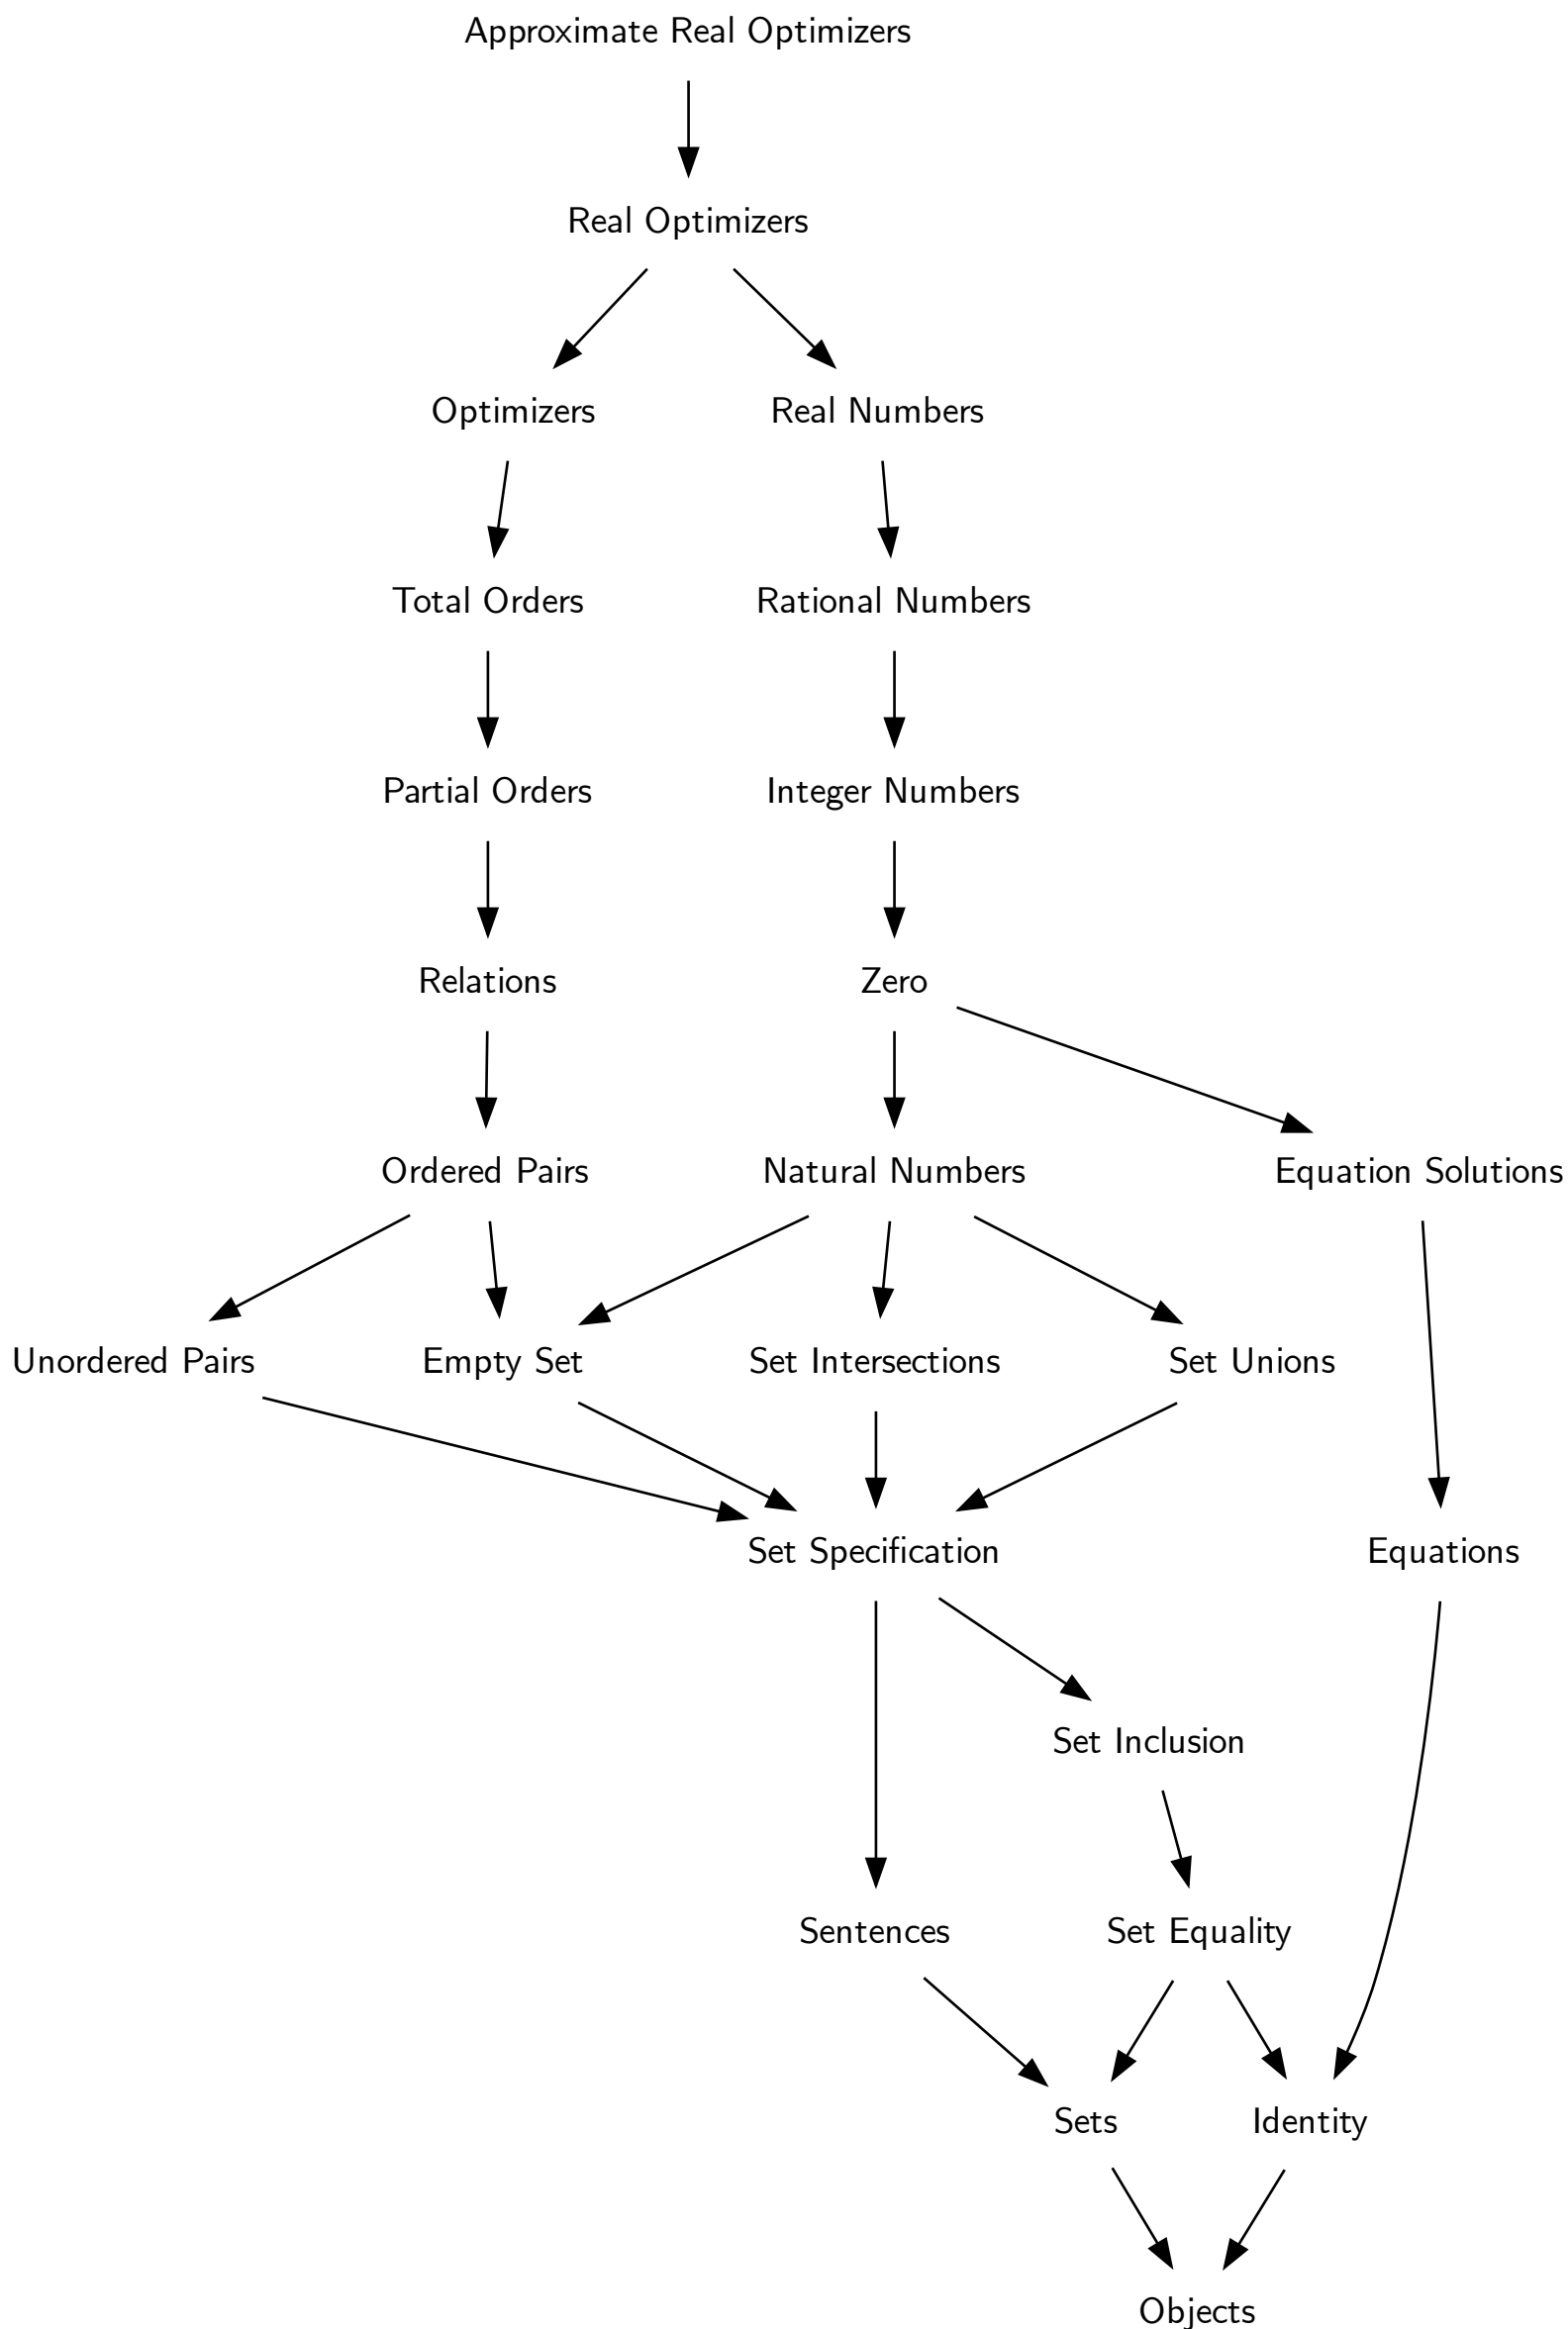 Approximate Real Optimizers
Real Optimizers
Optimizers
Real Numbers
Total Orders
Rational Numbers
Partial Orders
Integer Numbers
Relations
Zero
Ordered Pairs
Natural Numbers
Equation Solutions
Unordered Pairs
Empty Set
Set Intersections
Set Unions
Set Specification
Equations
Set Inclusion
Sentences
Set Equality
Sets
Identity
Objects